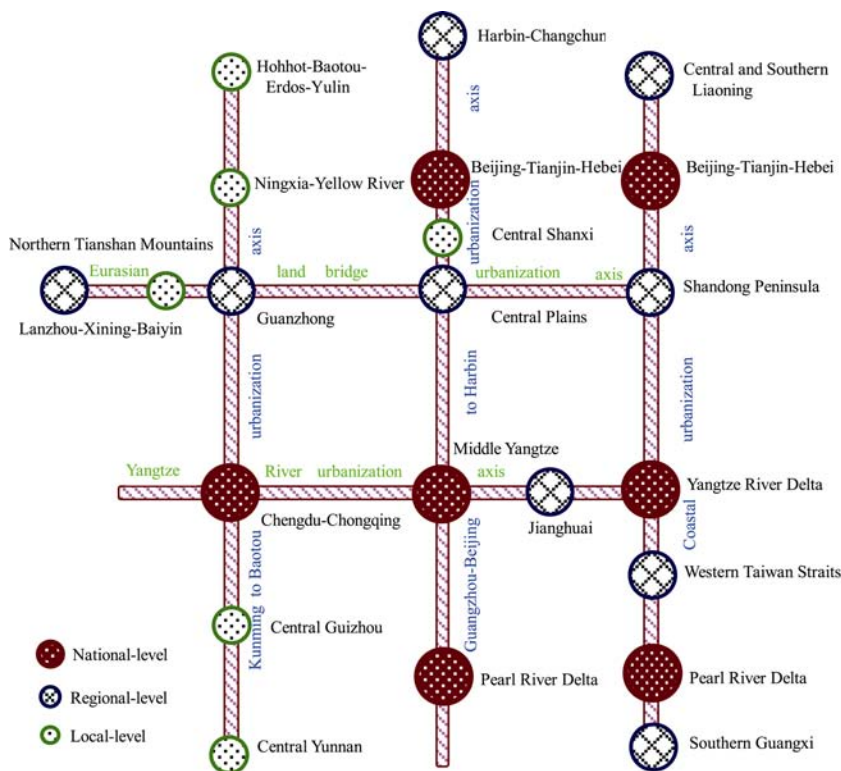 Harbin-Changchun
Hohhot-Baotou-
Erdos-Yulin
Central and Southern
Liaoning
axis
Beijing-Tianjin-Hebei
Beijing-Tianjin-Hebei
Ningxia-Yellow River
urbanization
Central Shanxi
axis
axis
Northern Tianshan Mountains
Eurasian
land bridge
urbanization axis
Shandong Peninsula
Lanzhou-Xining-Baiyin
Guanzhong
Central Plains
urbanization
to Harbin
urbanization
Middle Yangtze
Yangtze
River urbanization
axis
Yangtze River Delta
Chengdu-Chongqing
Jianghuai
Coastal
Kunming to Baotou
Guangzhou-Beijing
Western Taiwan Straits
Central Guizhou
National-level
Pearl River Delta
Pearl River Delta
Regional-level
Local-level
Central Yunnan
Southern Guangxi